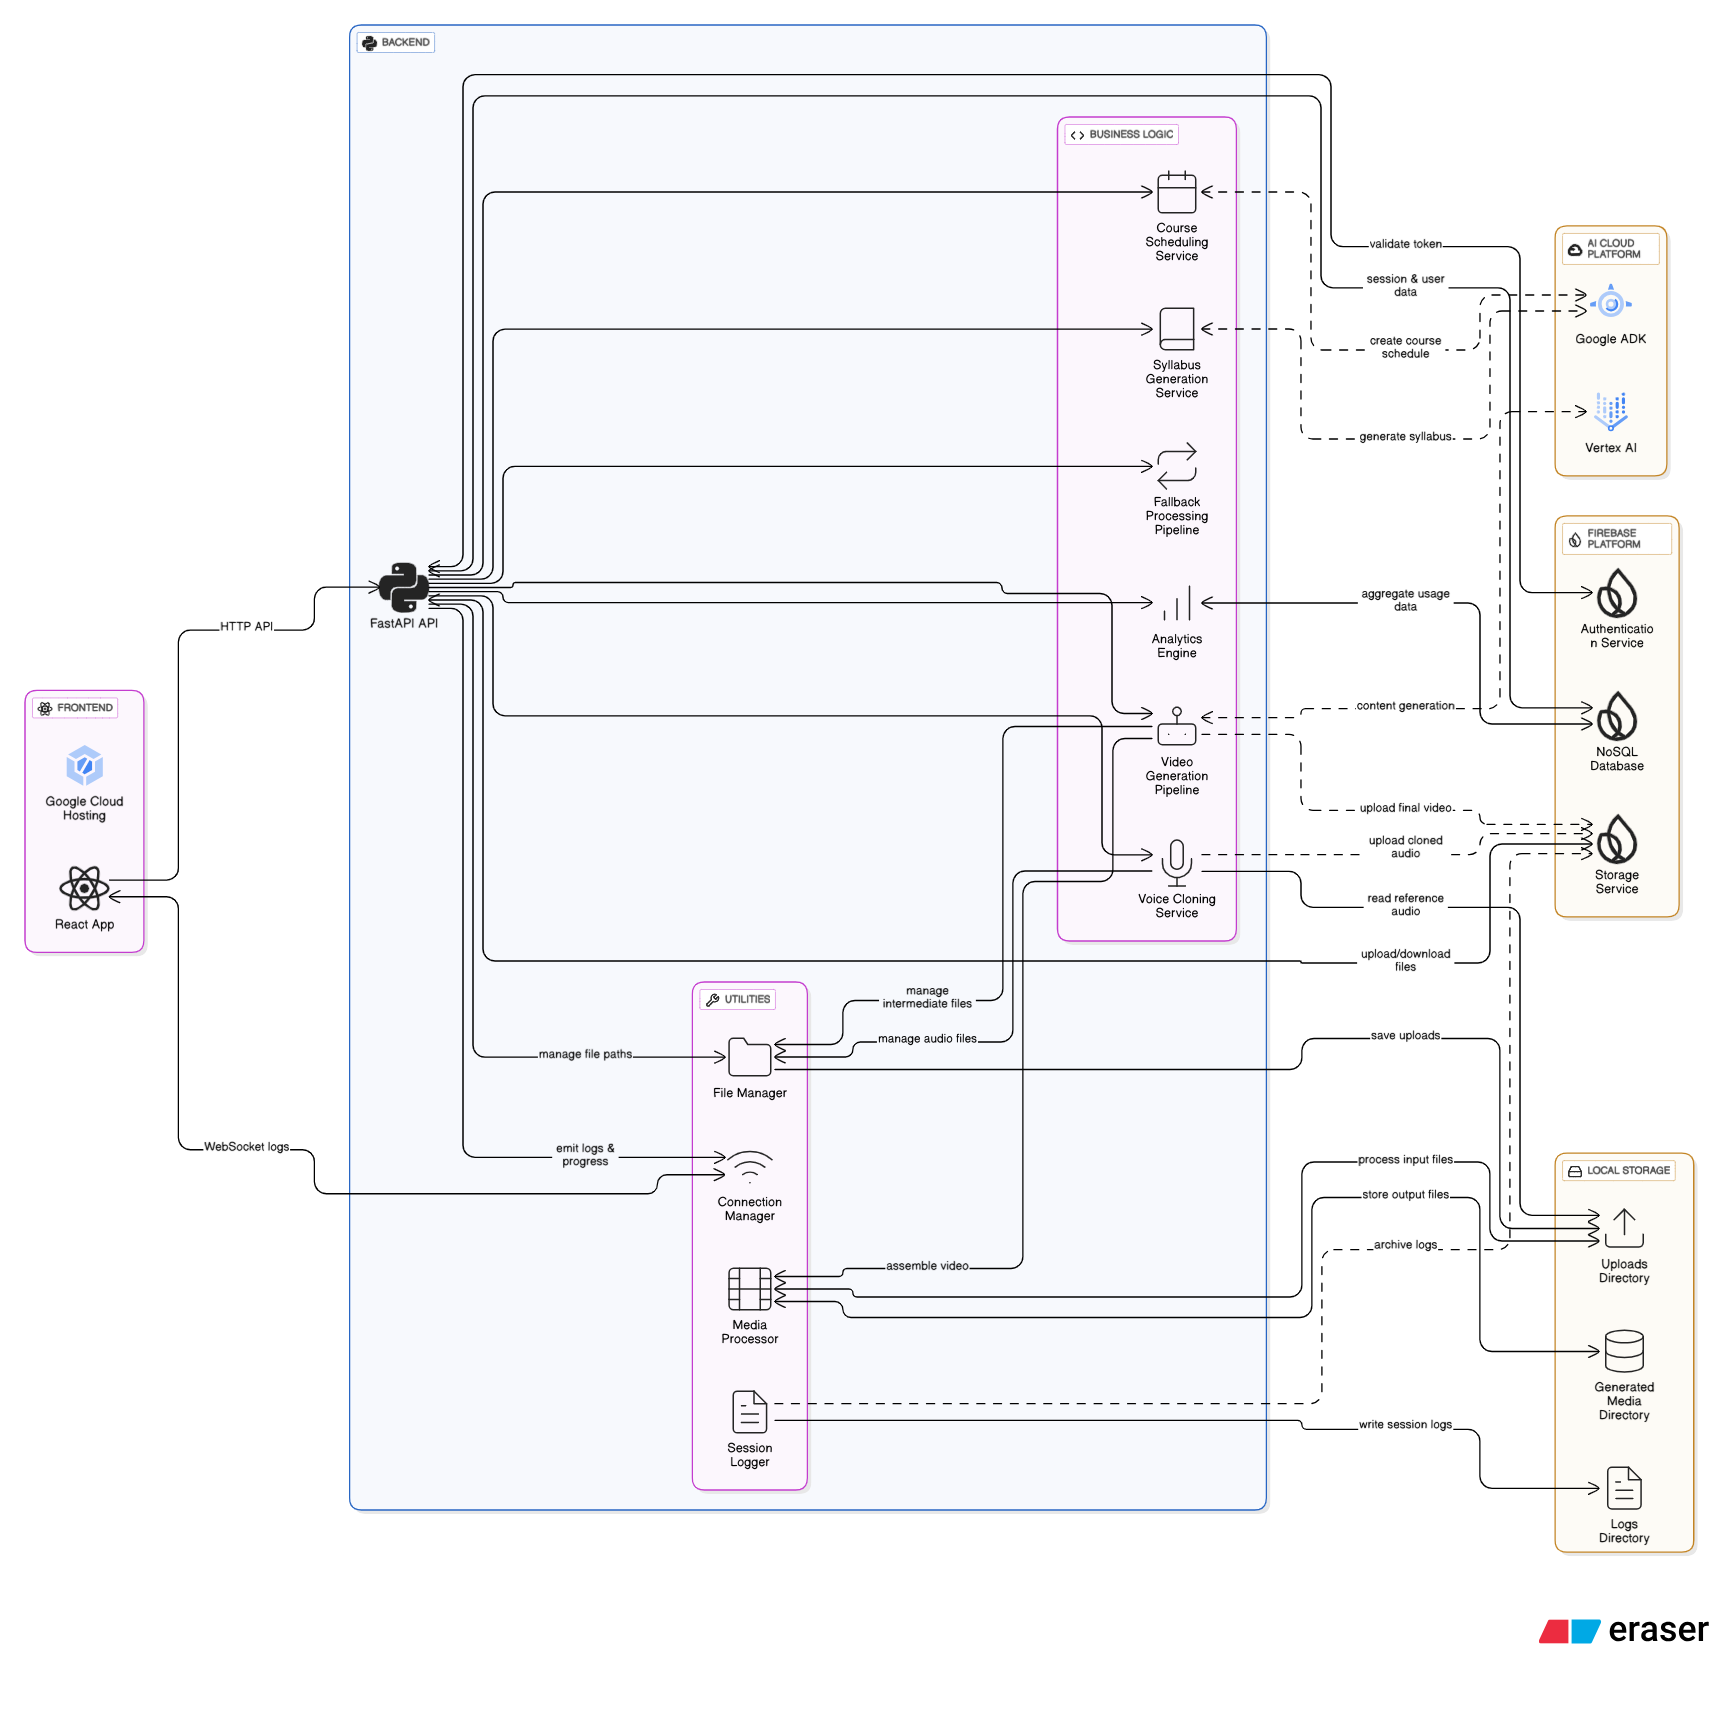 BACKEND
BUSINESS LOGIC
Course
Scheduling
Service
Syllabus
Generation
Service
Fallback
Processing
Pipeline
Analytics
Engine
Video
Generation
Pipeline
Voice Cloning
Service
FastAPI API
HTTP API
FRONTEND
Google Cloud
Hosting
React App
WebSocket logs
UTILITIES
File Manager
Connection
Manager
Media
Processor
Session
Logger
manage
intermediate files
manage audio files
manage file paths
emit logs &
progress
assemble video
validate token
session & user
data
create course
schedule
generate syllabus
aggregate usage
data
content generation
upload final video
upload cloned
audio
read reference
audio
upload/download
files
save uploads
process input files
store output files
archive logs
write session logs
AI CLOUD
PLATFORM
Google ADK
Vertex AI
FIREBASE
PLATFORM
Authenticatio
n Service
NoSQL
Database
Storage
Service
LOCAL STORAGE
Uploads
Directory
Generated
Media
Directory
Logs
Directory
eraser